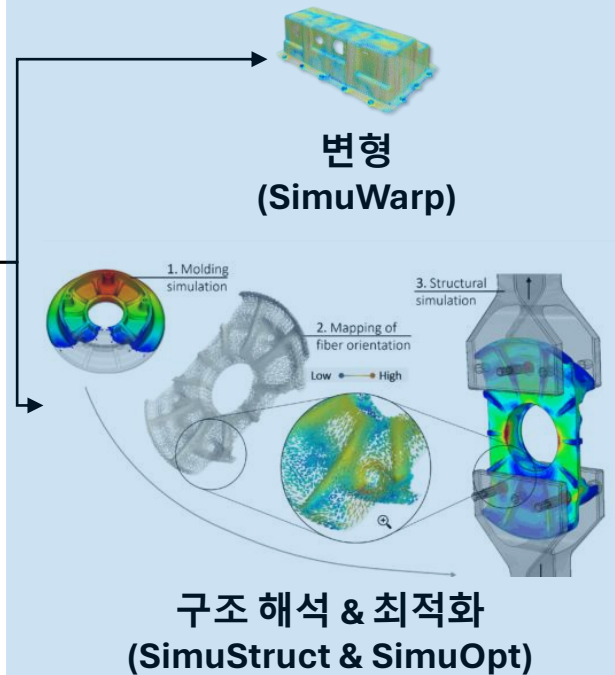 변형
(SimuWarp)
1. Molding
simulation
2. Mapping of
fiber orientation
Low
High
3. Structural
simulation
구조 해석 & 최적화
(SimuStruct & SimuOpt)